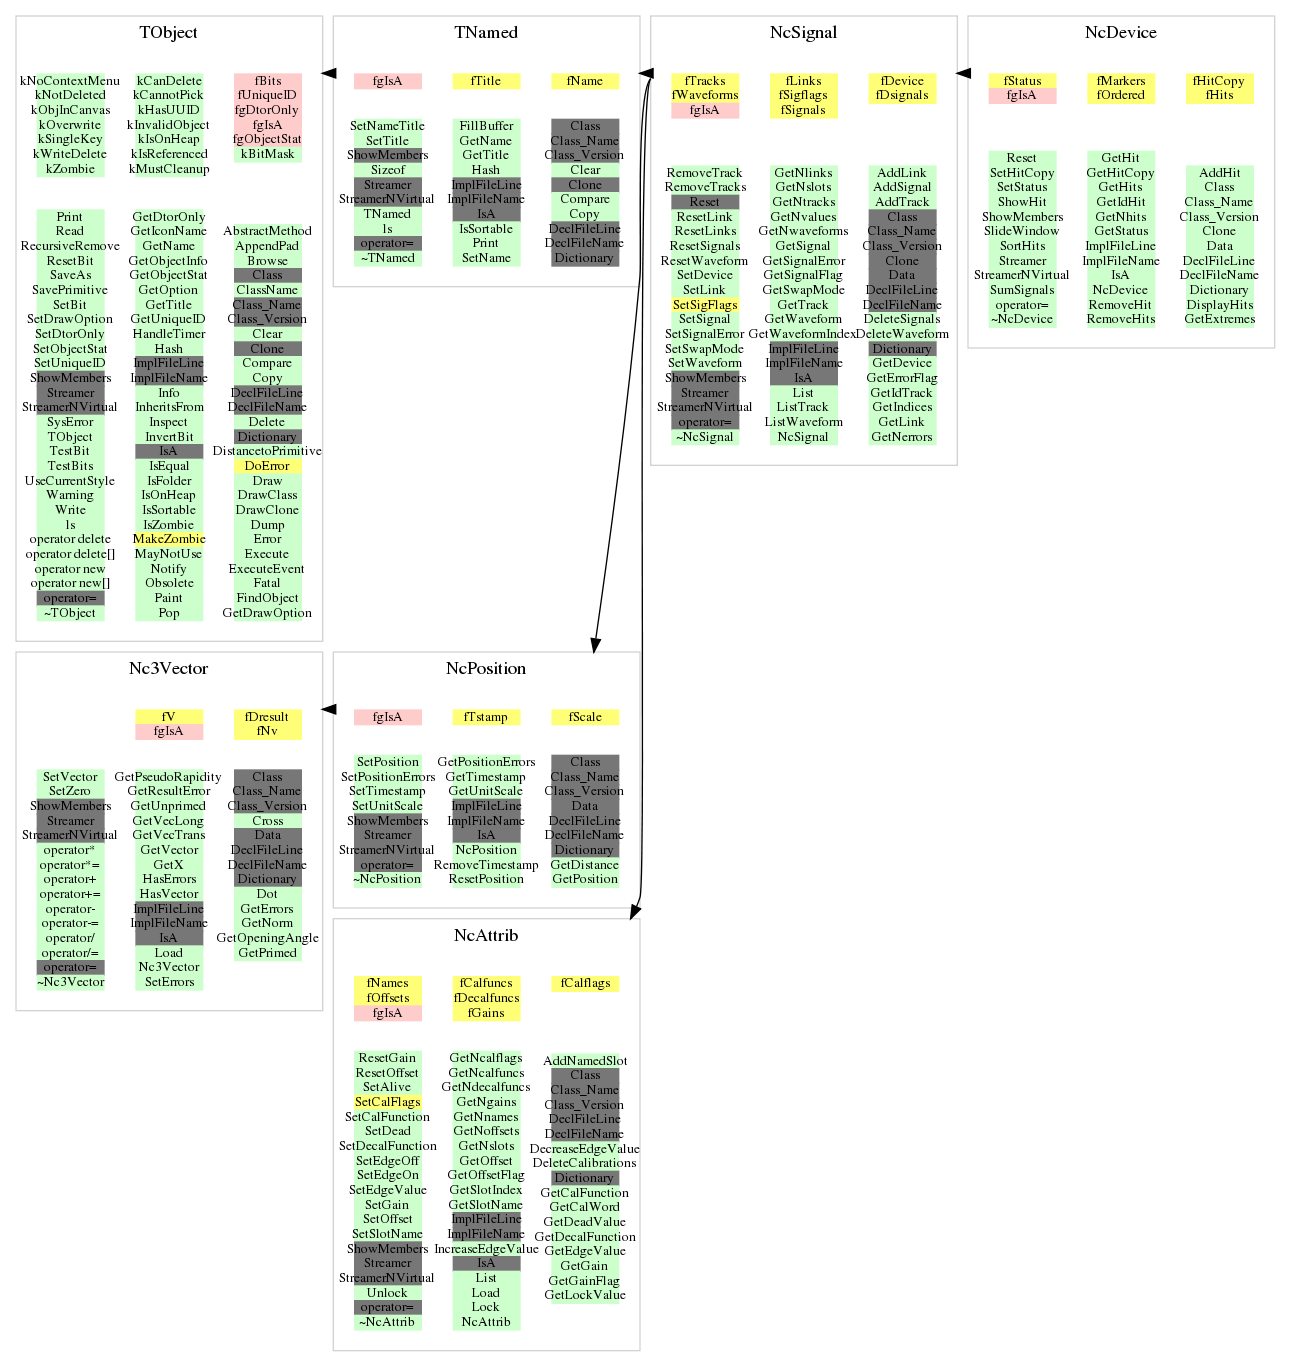 TObject
kNoContextMenu kCanDelete fBits
kNotDeleted kCannotPick fUniqueID
kObjInCanvas kHasUUID fgDtorOnly
kOverwrite kInvalidObject fgIsA
kSingleKey kIsOnHeap fgObjectStat
kWriteDelete kIsReferenced kBitMask
kZombie kMustCleanup
Print GetDtorOnly
Read GetIconName AbstractMethod
RecursiveRemove GetName AppendPad
ResetBit GetObjectInfo Browse
SaveAs GetObjectStat Class
SavePrimitive GetOption ClassName
SetBit GetTitle Class_Name
SetDrawOption GetUniqueID Class_Version
SetDtorOnly HandleTimer Clear
SetObjectStat Hash Clone
SetUniqueID ImplFileLine Compare
ShowMembers ImplFileName Copy
Streamer Info DeclFileLine
StreamerNVirtual InheritsFrom DeclFileName
SysError Inspect Delete
TObject InvertBit Dictionary
TestBit IsA DistancetoPrimitive
TestBits IsEqual DoError
UseCurrentStyle IsFolder Draw
Warning IsOnHeap DrawClass
Write IsSortable DrawClone
ls IsZombie Dump
operator delete MakeZombie Error
operator delete[] MayNotUse Execute
operator new Notify ExecuteEvent
operator new[] Obsolete Fatal
operator= Paint FindObject
~TObject Pop GetDrawOption
TNamed
fgIsA fTitle fName
SetNameTitle FillBuffer Class
SetTitle GetName Class_Name
ShowMembers GetTitle Class_Version
Sizeof Hash Clear
Streamer ImplFileLine Clone
StreamerNVirtual ImplFileName Compare
TNamed IsA Copy
ls IsSortable DeclFileLine
operator= Print DeclFileName
~TNamed SetName Dictionary
NcSignal
fTracks fLinks fDevice
fWaveforms fSigflags fDsignals
fgIsA fSignals
RemoveTrack GetNlinks AddLink
RemoveTracks GetNslots AddSignal
Reset GetNtracks AddTrack
ResetLink GetNvalues Class
ResetLinks GetNwaveforms Class_Name
ResetSignals GetSignal Class_Version
ResetWaveform GetSignalError Clone
SetDevice GetSignalFlag Data
SetLink GetSwapMode DeclFileLine
SetSigFlags GetTrack DeclFileName
SetSignal GetWaveform DeleteSignals
SetSignalError GetWaveformIndex DeleteWaveform
SetSwapMode ImplFileLine Dictionary
SetWaveform ImplFileName GetDevice
ShowMembers IsA GetErrorFlag
Streamer List GetIdTrack
StreamerNVirtual ListTrack GetIndices
operator= ListWaveform GetLink
~NcSignal NcSignal GetNerrors
NcDevice
fStatus fMarkers fHitCopy
fgIsA fOrdered fHits
Reset GetHit
SetHitCopy GetHitCopy AddHit
SetStatus GetHits Class
ShowHit GetIdHit Class_Name
ShowMembers GetNhits Class_Version
SlideWindow GetStatus Clone
SortHits ImplFileLine Data
Streamer ImplFileName DeclFileLine
StreamerNVirtual IsA DeclFileName
SumSignals NcDevice Dictionary
operator= RemoveHit DisplayHits
~NcDevice RemoveHits GetExtremes
Nc3Vector
fV fDresult
fgIsA fNv
SetVector GetPseudoRapidity Class
SetZero GetResultError Class_Name
ShowMembers GetUnprimed Class_Version
Streamer GetVecLong Cross
StreamerNVirtual GetVecTrans Data
operator* GetVector DeclFileLine
operator*= GetX DeclFileName
operator+ HasErrors Dictionary
operator+= HasVector Dot
operator- ImplFileLine GetErrors
operator-= ImplFileName GetNorm
operator/ IsA GetOpeningAngle
operator/= Load GetPrimed
operator= Nc3Vector
~Nc3Vector SetErrors
NcPosition
fgIsA fTstamp fScale
SetPosition GetPositionErrors Class
SetPositionErrors GetTimestamp Class_Name
SetTimestamp GetUnitScale Class_Version
SetUnitScale ImplFileLine Data
ShowMembers ImplFileName DeclFileLine
Streamer IsA DeclFileName
StreamerNVirtual NcPosition Dictionary
operator= RemoveTimestamp GetDistance
~NcPosition ResetPosition GetPosition
NcAttrib
fNames fCalfuncs fCalflags
fOffsets fDecalfuncs
fgIsA fGains
ResetGain GetNcalflags AddNamedSlot
ResetOffset GetNcalfuncs Class
SetAlive GetNdecalfuncs Class_Name
SetCalFlags GetNgains Class_Version
SetCalFunction GetNnames DeclFileLine
SetDead GetNoffsets DeclFileName
SetDecalFunction GetNslots DecreaseEdgeValue
SetEdgeOff GetOffset DeleteCalibrations
SetEdgeOn GetOffsetFlag Dictionary
SetEdgeValue GetSlotIndex GetCalFunction
SetGain GetSlotName GetCalWord
SetOffset ImplFileLine GetDeadValue
SetSlotName ImplFileName GetDecalFunction
ShowMembers IncreaseEdgeValue GetEdgeValue
Streamer IsA GetGain
StreamerNVirtual List GetGainFlag
Unlock Load GetLockValue
operator= Lock
~NcAttrib NcAttrib